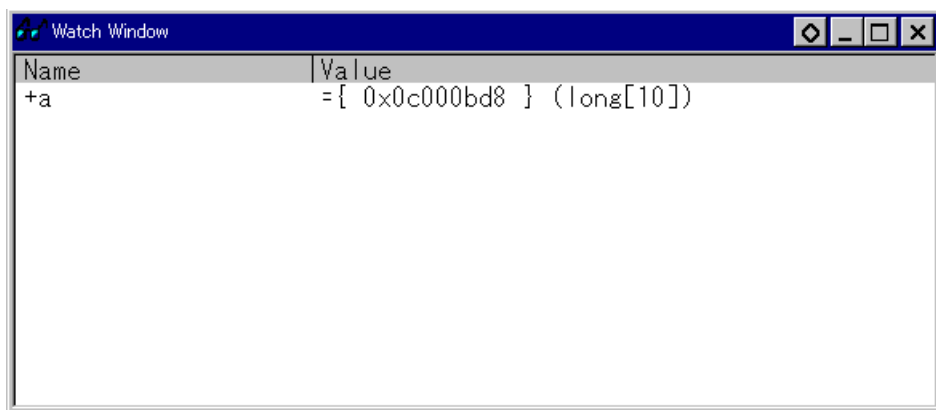 Watch Window
Name Value
+a ={ 0x0c000bd8 } (long[10])